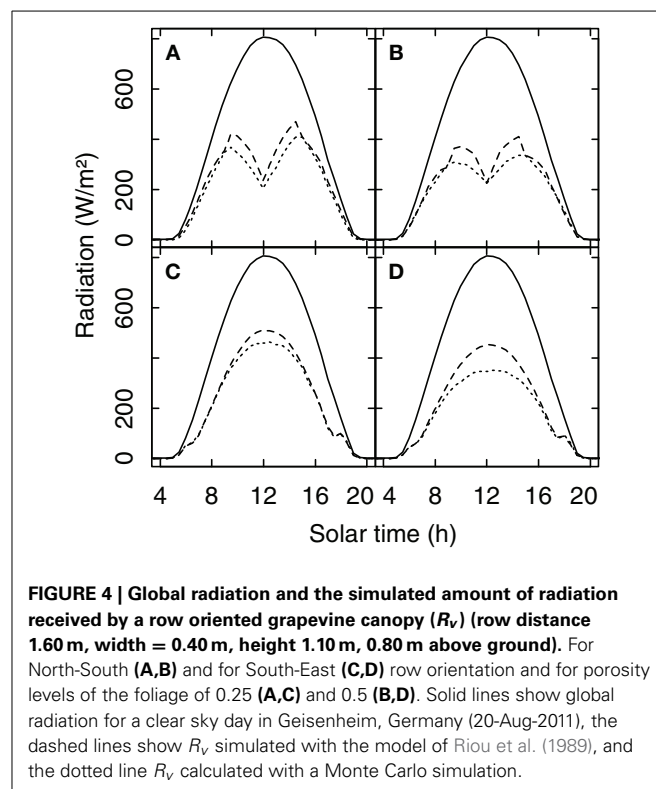 A
B
600
200
0
C
D
600
200
0
Radiation (W/m²)
4 8 12 16 20 4 8 12 16 20
Solar time (h)
FIGURE 4 | Global radiation and the simulated amount of radiation
received by a row oriented grapevine canopy (Rv) (row distance
1.60 m, width = 0.40 m, height 1.10 m, 0.80 m above ground). For
North-South (A,B) and for South-East (C,D) row orientation and for porosity
levels of the foliage of 0.25 (A,C) and 0.5 (B,D). Solid lines show global
radiation for a clear sky day in Geisenheim, Germany (20-Aug-2011), the
dashed lines show Rv simulated with the model of Riou et al. (1989), and
the dotted line Rv calculated with a Monte Carlo simulation.